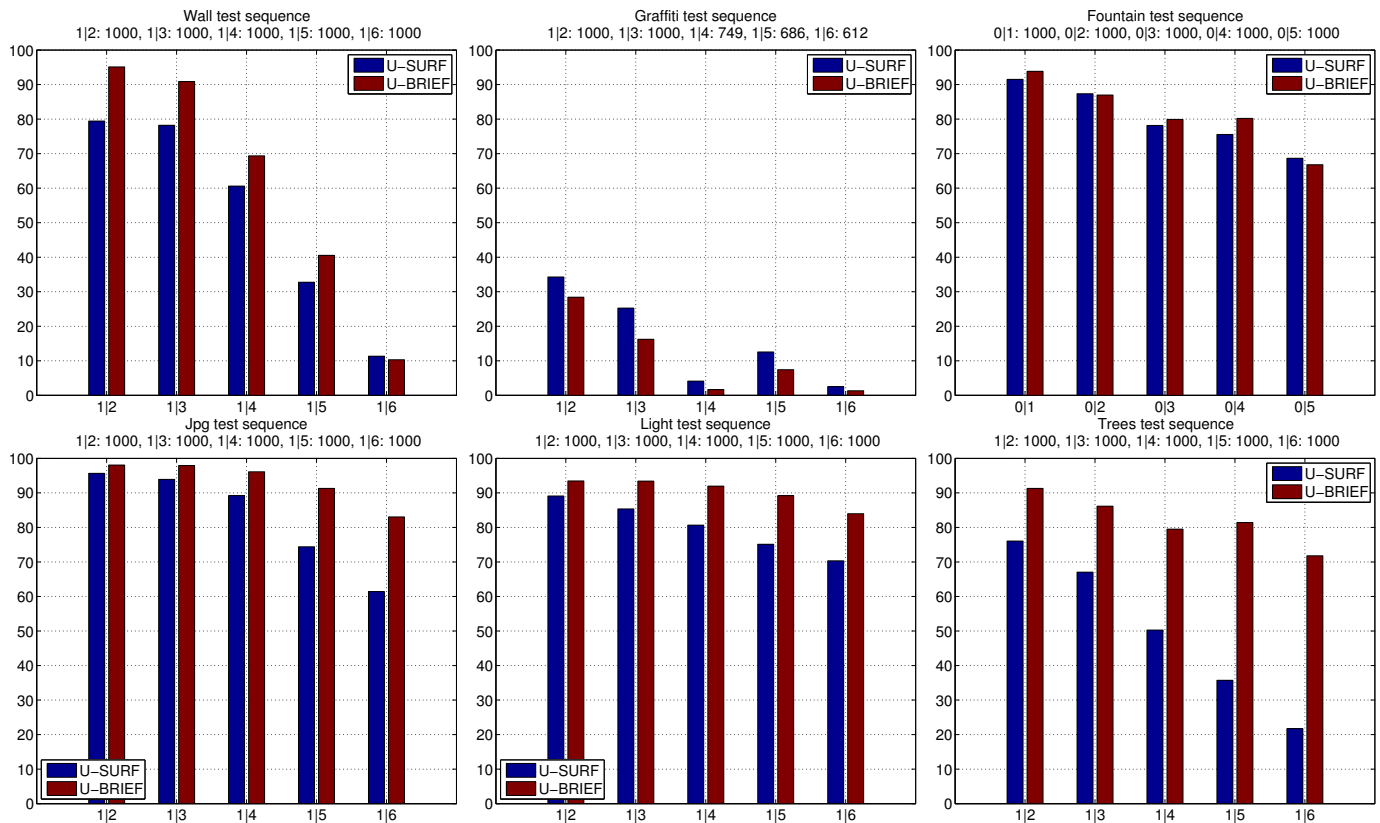 Wall test sequence
1|2: 1000, 1|3: 1000, 1|4: 1000, 1|5: 1000, 1|6: 1000
100
90
80
70
60
50
40
30
20
10
0
U-SURF
U-BRIEF
1|2 1|3 1|4 1|5 1|6
Graffiti test sequence
1|2: 1000, 1|3: 1000, 1|4: 749, 1|5: 686, 1|6: 612
100
90
80
70
60
50
40
30
20
10
0
U-SURF
U-BRIEF
1|2 1|3 1|4 1|5 1|6
Fountain test sequence
0|1: 1000, 0|2: 1000, 0|3: 1000, 0|4: 1000, 0|5: 1000
100
90
80
70
60
50
40
30
20
10
0
U-SURF
U-BRIEF
0|1 0|2 0|3 0|4 0|5
Jpg test sequence
1|2: 1000, 1|3: 1000, 1|4: 1000, 1|5: 1000, 1|6: 1000
100
90
80
70
60
50
40
30
20
10
0
U-SURF
U-BRIEF
1|2 1|3 1|4 1|5 1|6
Light test sequence
1|2: 1000, 1|3: 1000, 1|4: 1000, 1|5: 1000, 1|6: 1000
100
90
80
70
60
50
40
30
20
10
0
U-SURF
U-BRIEF
1|2 1|3 1|4 1|5 1|6
Trees test sequence
1|2: 1000, 1|3: 1000, 1|4: 1000, 1|5: 1000, 1|6: 1000
100
90
80
70
60
50
40
30
20
10
0
U-SURF
U-BRIEF
1|2 1|3 1|4 1|5 1|6